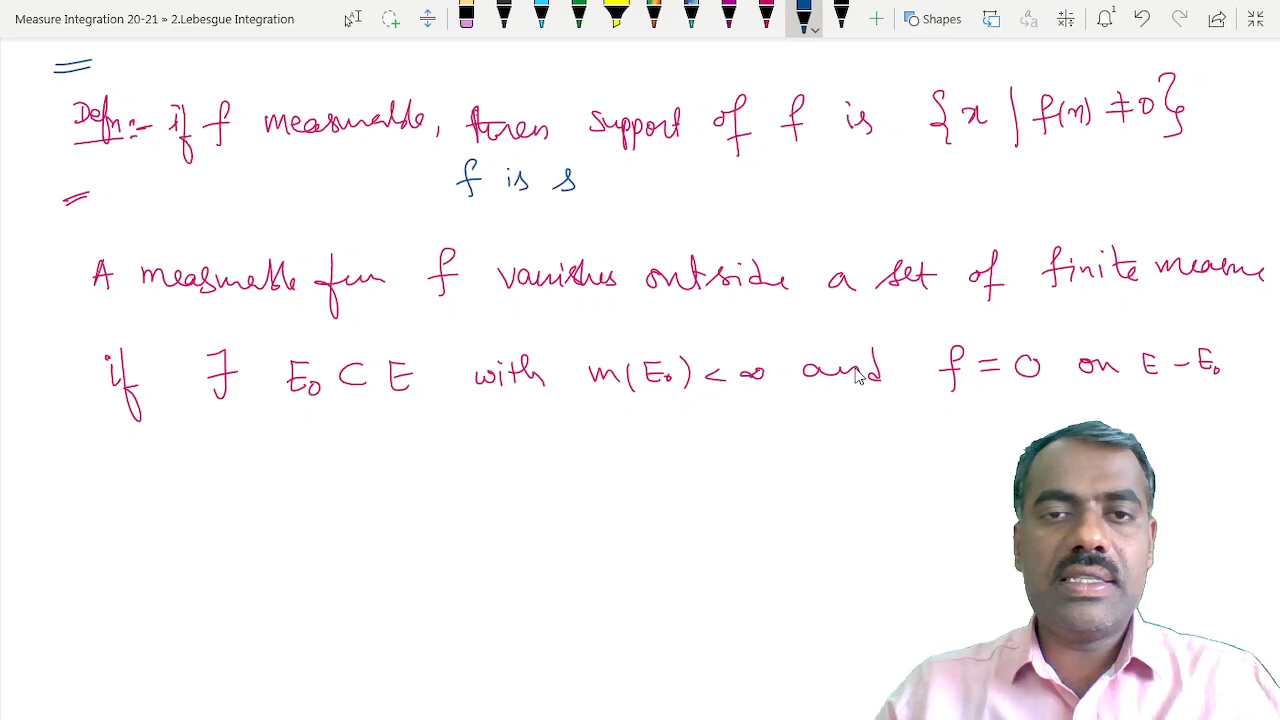 Measure Integration 20-21 » 2.Lebesgue Integration
Shapes
Defn:- if f measurable, then support of f is {x | f(x) ≠ 0}
f is s
A measurable fun f vanishes outside a set of finite measure
if ∃ E₀ ⊂ E with m(E₀) < ∞ and f = 0 on E - E₀